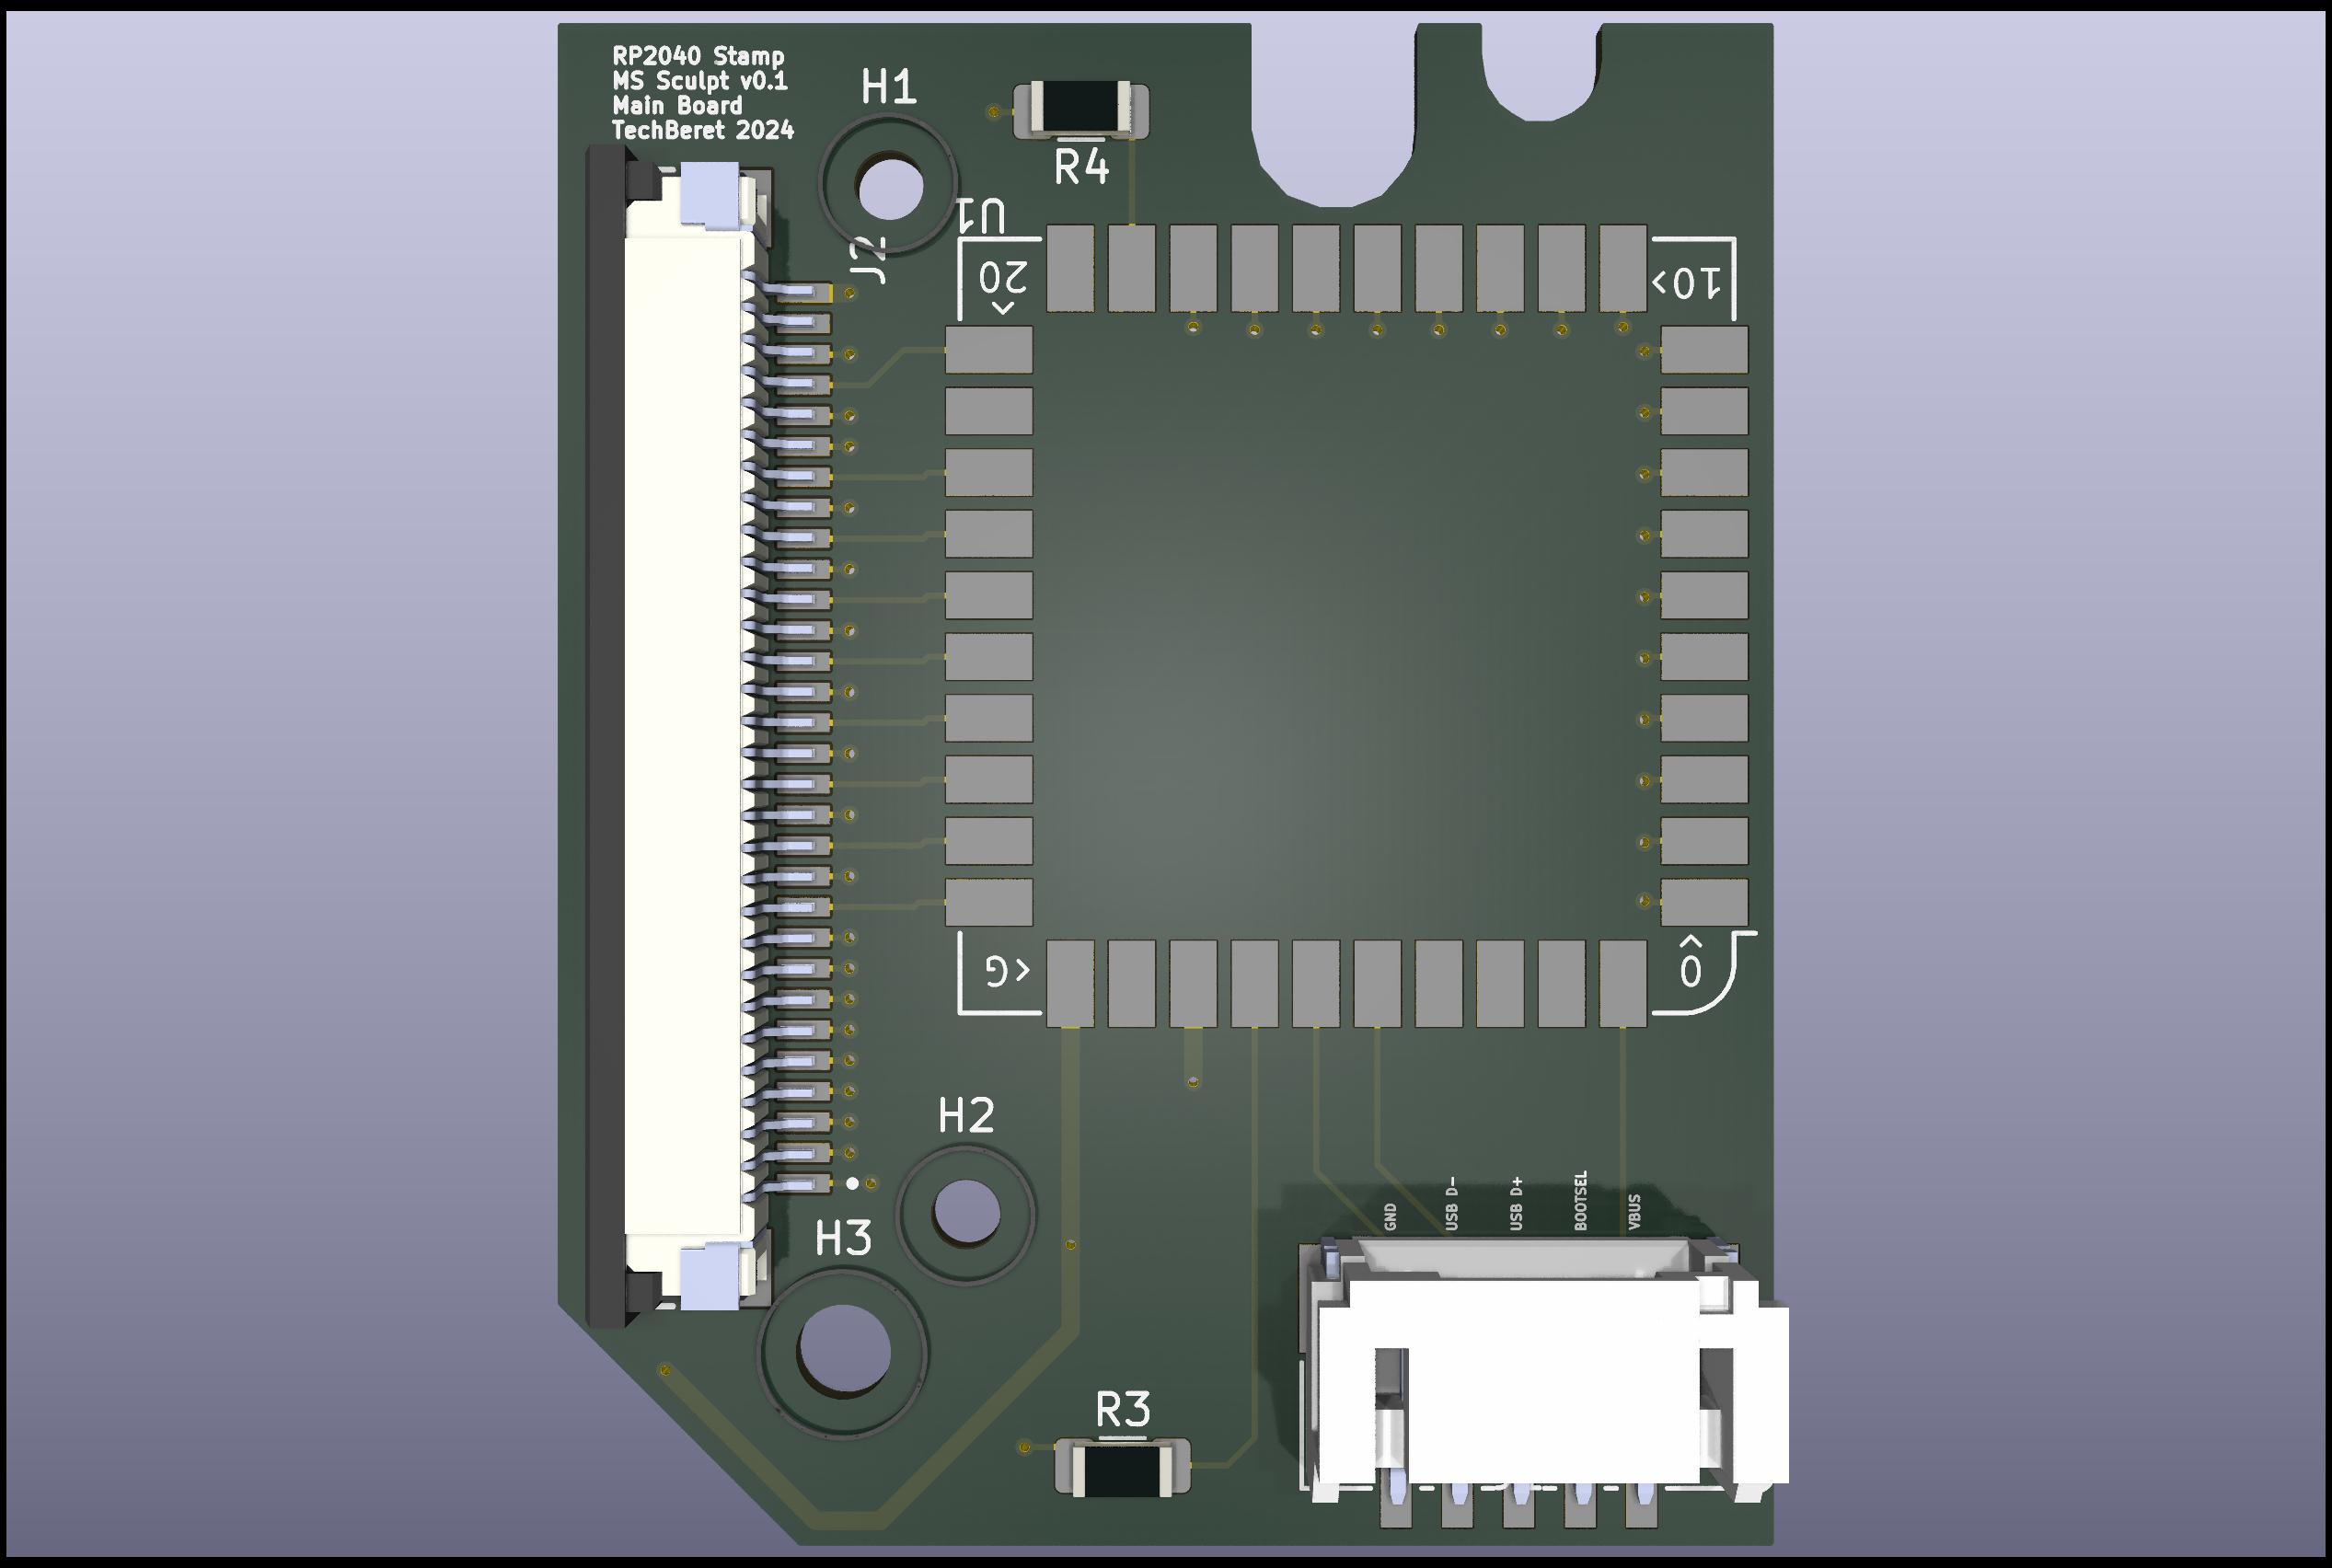 RP2040 Stamp
MS Sculpt v0.1
Main Board
TechBeret 2024
H1
R4
U1
J2
20
^
10>
<G
^
0
H2
H3
GND
USB D-
USB D+
BOOTSEL
VBUS
R3